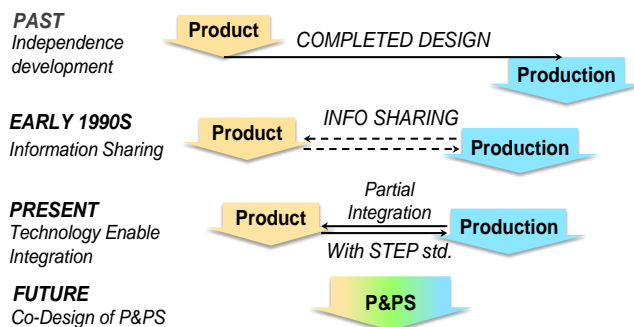 PAST
Independence
development
Product
COMPLETED DESIGN
Production
EARLY 1990S
Information Sharing
Product
INFO SHARING
Production
PRESENT
Technology Enable
Integration
Product
Partial
Integration
With STEP std.
Production
FUTURE
Co-Design of P&PS
P&PS